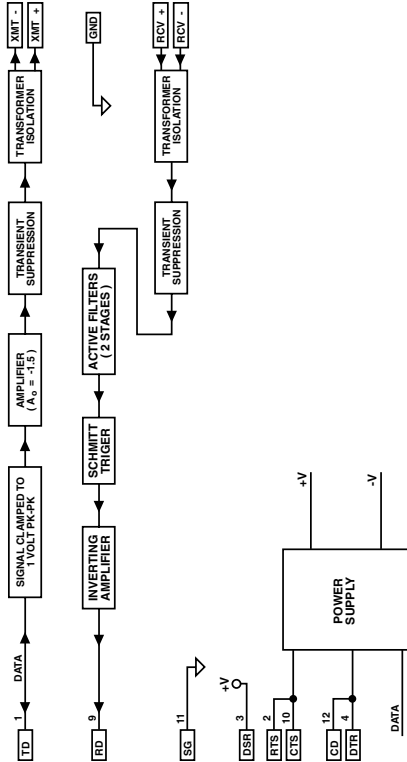 TD
1
DATA
SIGNAL CLAMPED TO
1 VOLT PK-PK
AMPLIFIER
( A o = -1.5 )
TRANSIENT
SUPPRESSION
TRANSFORMER
ISOLATION
XMT -
XMT +
GND
RD
9
INVERTING
AMPLIFIER
SCHMITT
TRIGER
ACTIVE FILTERS
( 2 STAGES )
TRANSIENT
SUPPRESSION
TRANSFORMER
ISOLATION
RCV +
RCV -
SG
11
DSR
3
+V
RTS
2
CTS
10
CD
12
DTR
4
DATA
POWER
SUPPLY
+V
-V